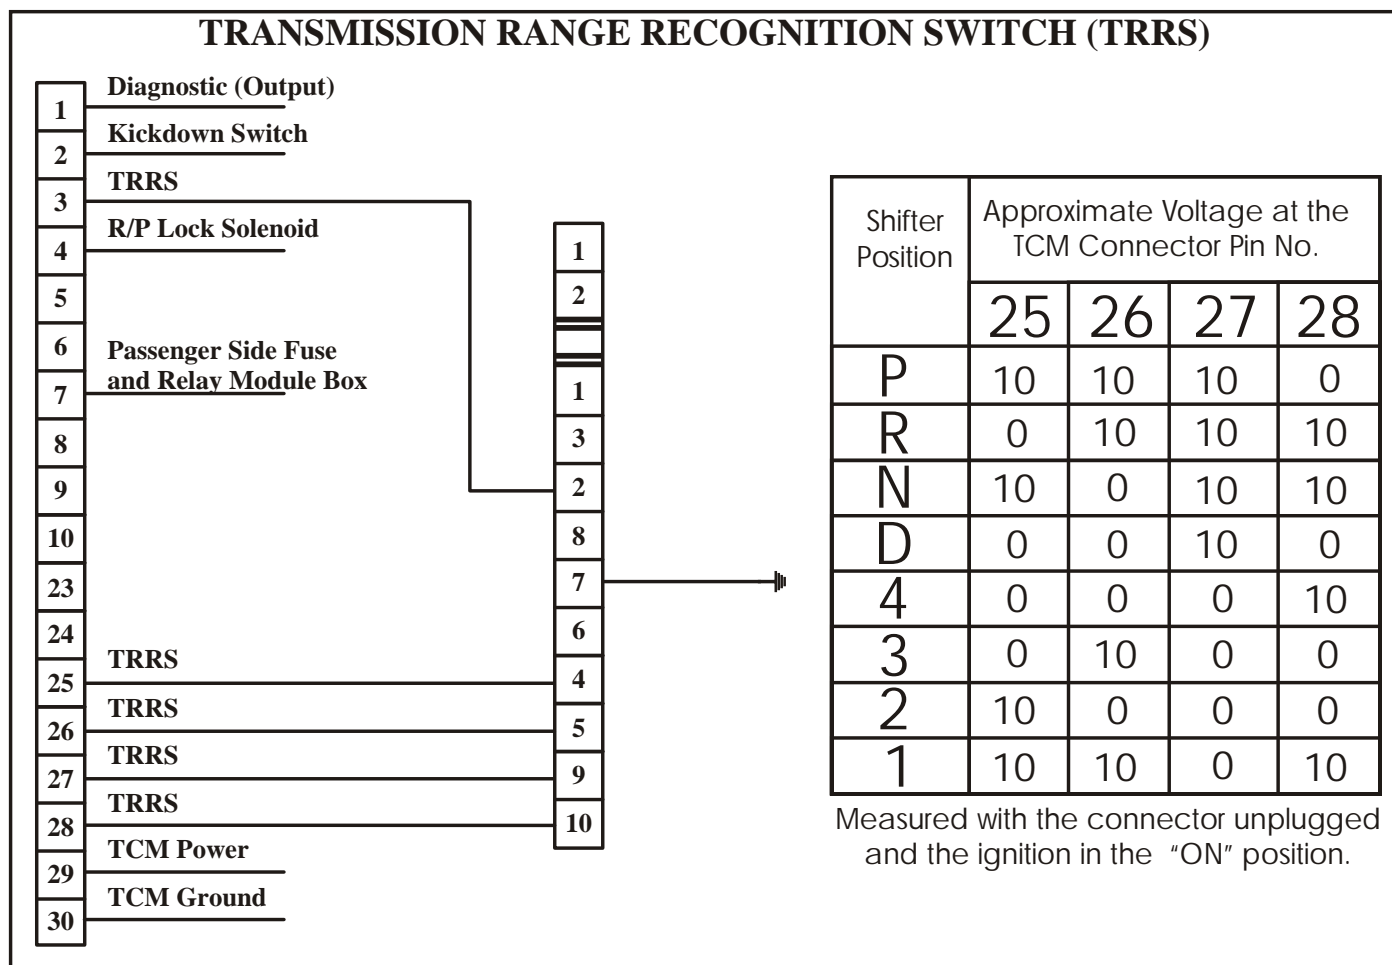 TRANSMISSION RANGE RECOGNITION SWITCH (TRRS)
1 Diagnostic (Output)
2 Kickdown Switch
3 TRRS
4 R/P Lock Solenoid
5
6
7 Passenger Side Fuse
and Relay Module Box
8
9
10
23
24
25 TRRS
26 TRRS
27 TRRS
28 TRRS
29 TCM Power
30 TCM Ground
1
2
1
3
2
8
7
6
4
5
9
10
Shifter
Position
Approximate Voltage at the
TCM Connector Pin No.
25 26 27 28
P 10 10 10 0
R 0 10 10 10
N 10 0 10 10
D 0 0 10 0
4 0 0 0 10
3 0 10 0 0
2 10 0 0 0
1 10 10 0 10
Measured with the connector unplugged
and the ignition in the "ON" position.